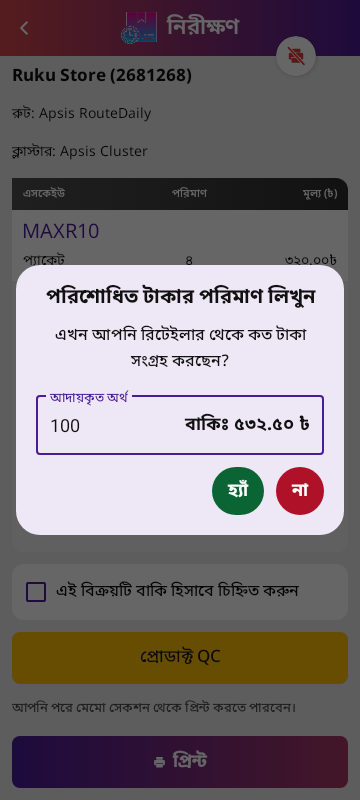 নিরীক্ষণ
Ruku Store (2681268)
রুট: Apsis RouteDaily
ক্লাস্টার: Apsis Cluster
এসকেইউ পরিমাণ মূল্য (৳)
MAXR10
প্যাকেট ৪ ৩২০.০০৳
পরিশোধিত টাকার পরিমাণ লিখুন
এখন আপনি রিটেইলার থেকে কত টাকা
সংগ্রহ করছেন?
আদায়কৃত অর্থ
100 বাকিঃ ৫৩২.৫০ ৳
হ্যাঁ না
এই বিক্রয়টি বাকি হিসাবে চিহ্নিত করুন
প্রোডাক্ট QC
আপনি পরে মেমো সেকশন থেকে প্রিন্ট করতে পারবেন।
প্রিন্ট